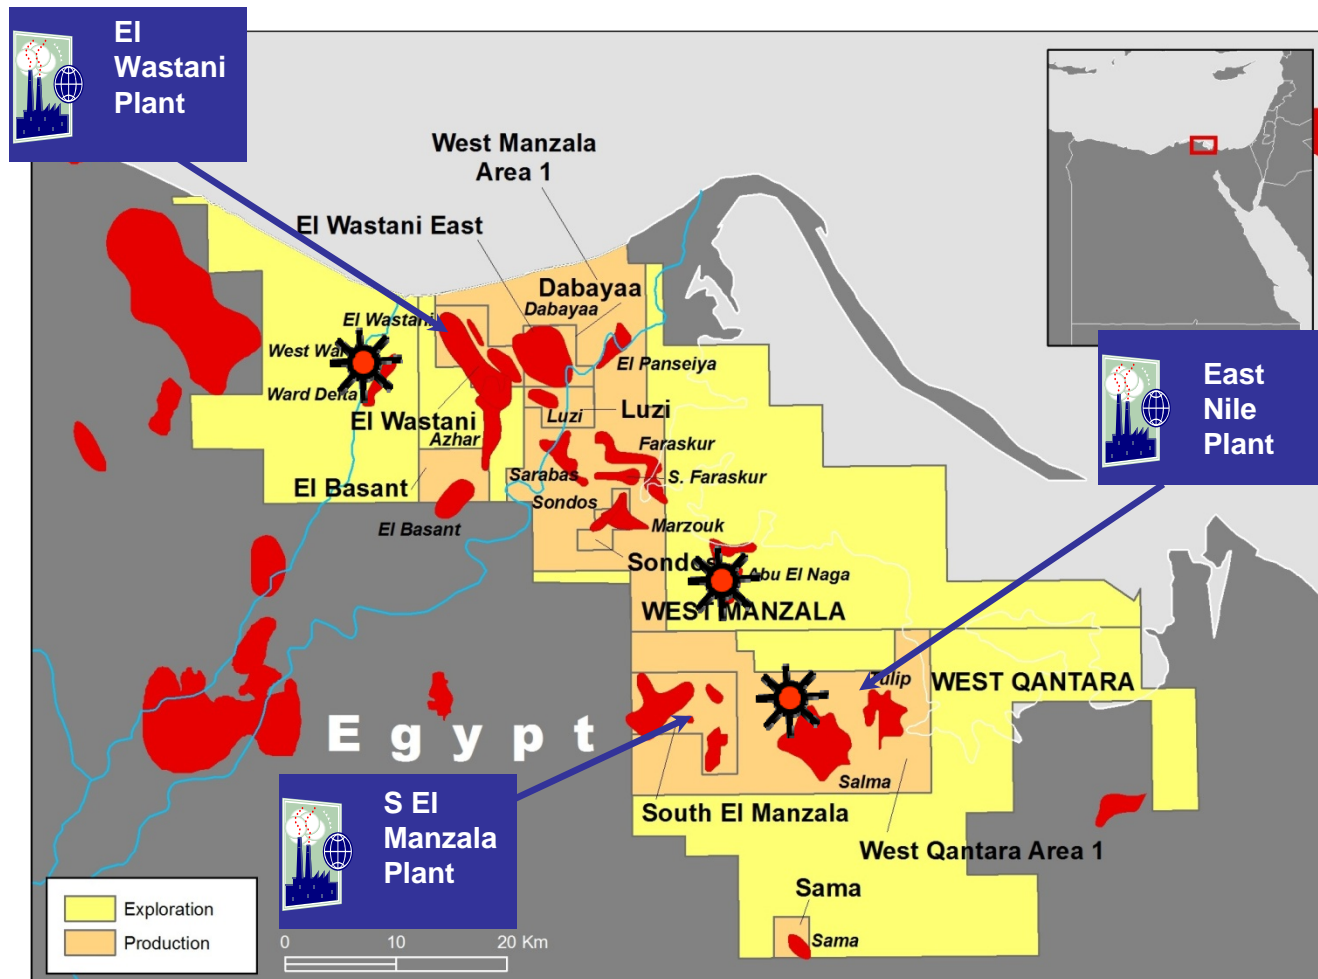 El
Wastani
Plant
West Manzala
Area 1
El Wastani East
Dabayaa
Dabayaa
El Wastani
West
El Panseiya
Ward Delta
El Wastani
Luzi
Luzi
Azhar
Faraskur
El Basant
Sarabas
S. Faraskur
Sondos
El Basant
Marzouk
Sondos
Abu El Naga
WEST MANZALA
East
Nile
Plant
Tulip
WEST QANTARA
Egypt
Salma
S El
Manzala
Plant
South El Manzala
West Qantara Area 1
Sama
Sama
Exploration
Production
0 10 20 Km